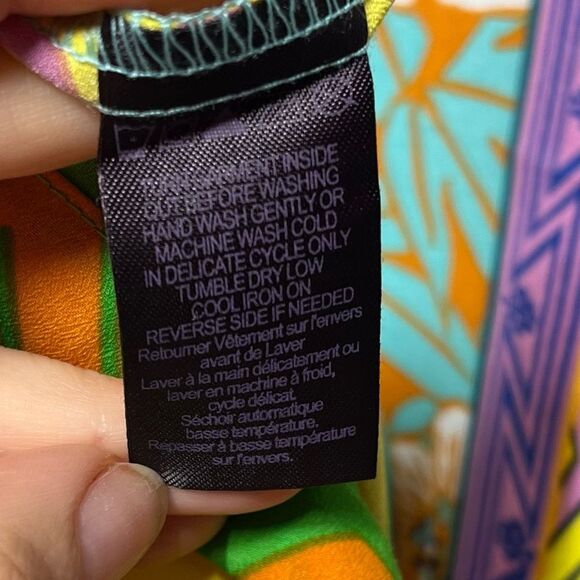 TURN GARMENT INSIDE
OUT BEFORE WASHING
HAND WASH GENTLY OR
MACHINE WASH COLD
IN DELICATE CYCLE ONLY
TUMBLE DRY LOW
COOL IRON ON
REVERSE SIDE IF NEEDED
Retourner Vêtement sur l'envers
avant de Laver
Laver à la main délicatement ou
laver en machine à froid,
cycle délicat.
Séchoir automatique
basse température.
Repasser à basse température
sur l'envers.